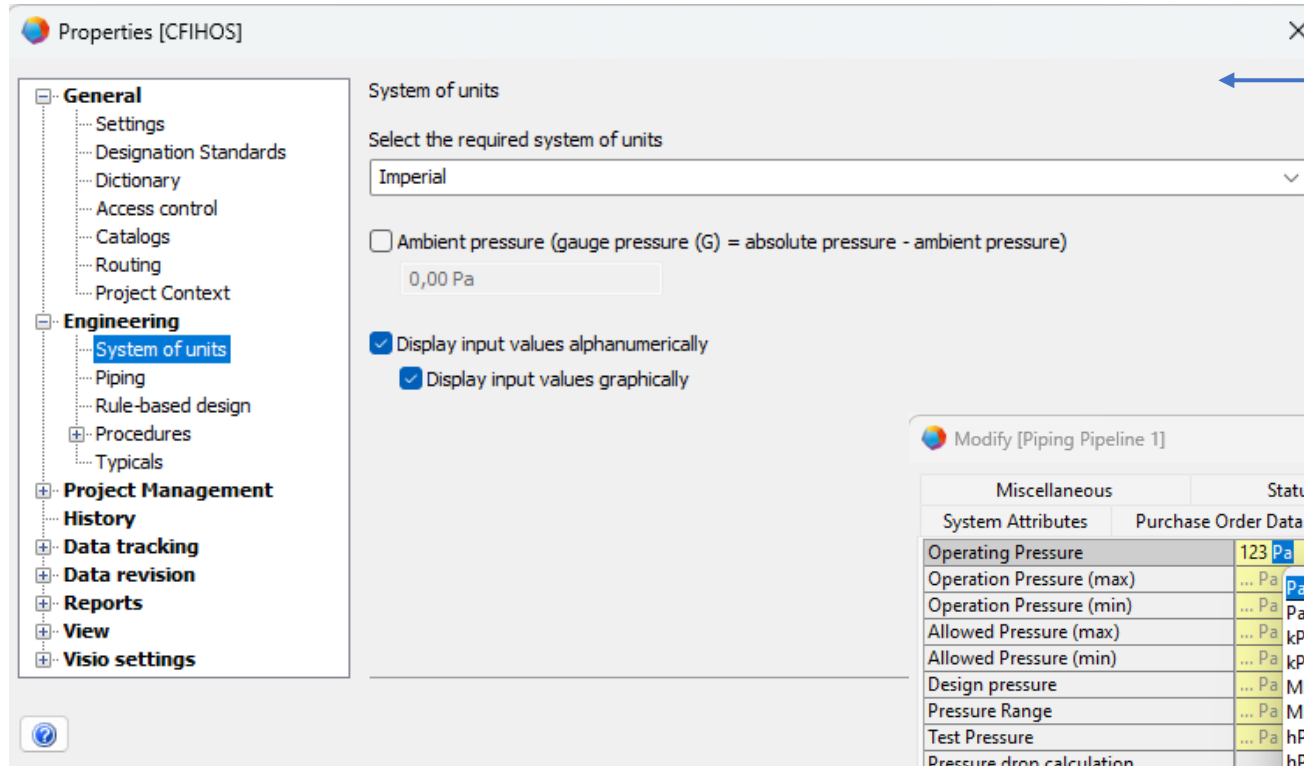 Properties [CFIHOS]
General
Settings
Designation Standards
Dictionary
Access control
Catalogs
Routing
Project Context
Engineering
System of units
Piping
Rule-based design
Procedures
Typicals
Project Management
History
Data tracking
Data revision
Reports
View
Visio settings
System of units
Select the required system of units
Imperial
Ambient pressure (gauge pressure (G) = absolute pressure - ambient pressure)
0,00 Pa
Display input values alphanumerically
Display input values graphically
Modify [Piping Pipeline 1]
Miscellaneous
System Attributes Purchase Order Data
Operating Pressure 123 Pa
Operation Pressure (max) ... Pa
Operation Pressure (min) ... Pa
Allowed Pressure (max) ... Pa
Allowed Pressure (min) ... Pa
Design pressure ... Pa
Pressure Range ... Pa
Test Pressure ... Pa
Pressure drop calculation